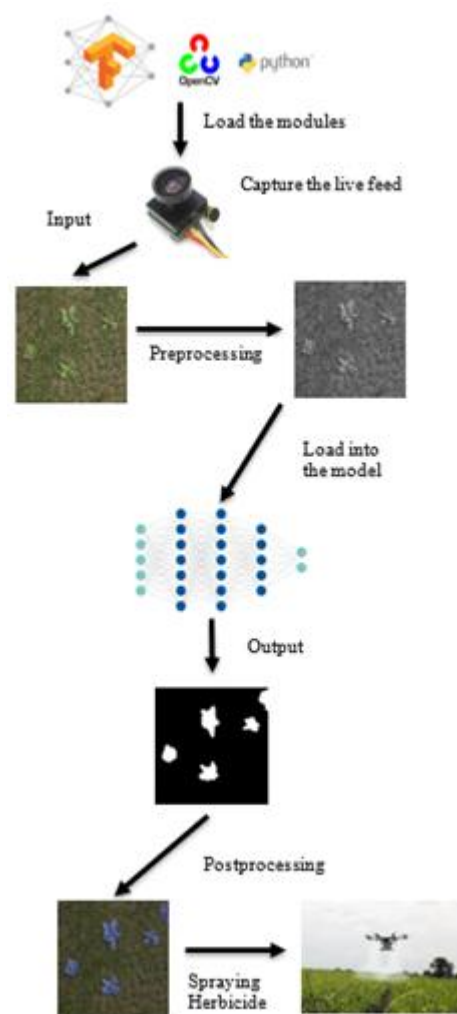 OpenCV
python
Load the modules
Capture the live feed
Input
Preprocessing
Load into
the model
Output
Postprocessing
Spraying
Herbicide